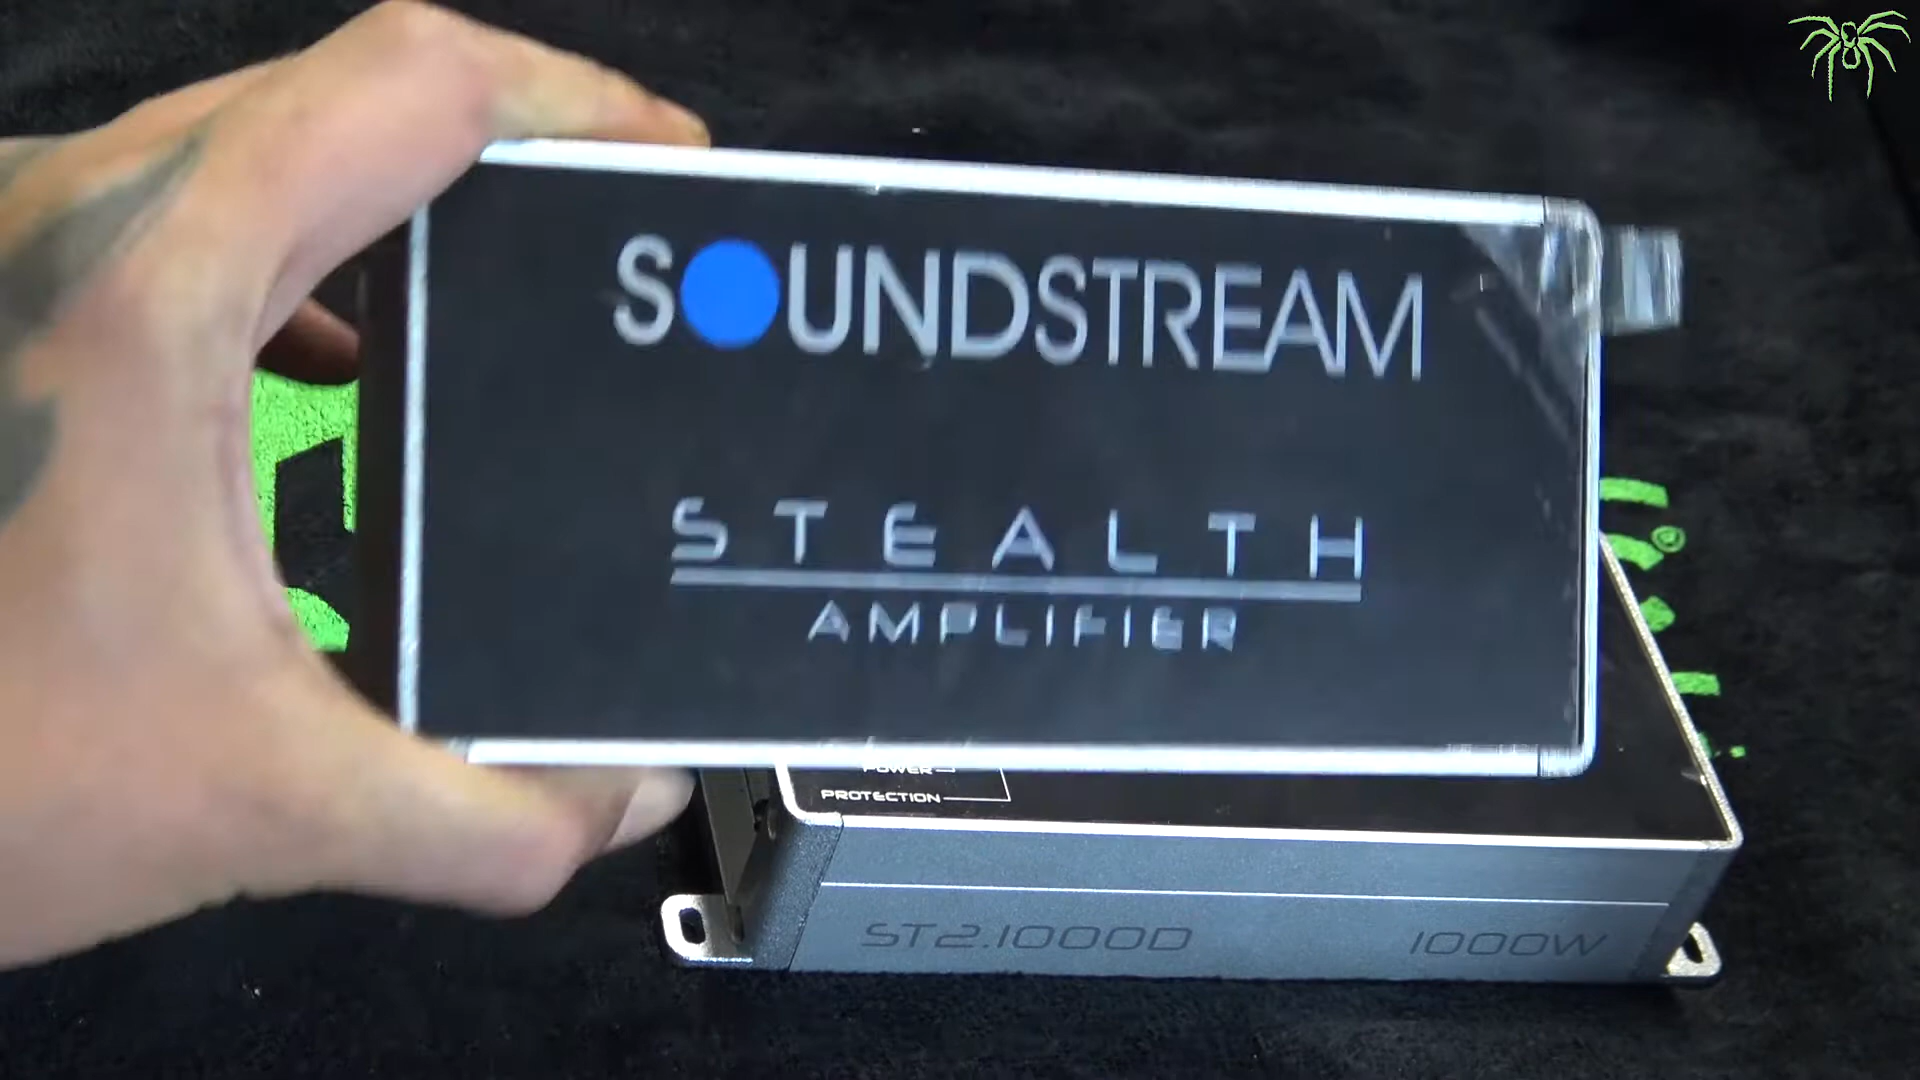 SOUNDSTREAM
STEALTH
AMPLIFIER
POWER
PROTECTION
ST2.1000D
1000W
®